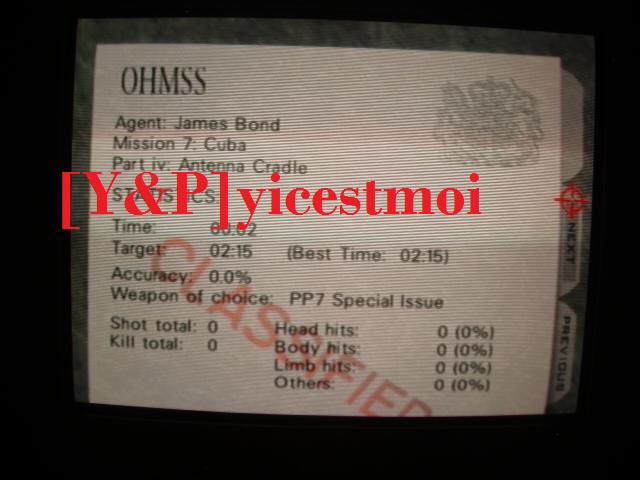 OHMSS
Agent: James Bond
Mission 7: Cuba
Part iv: Antenna Cradle
[Y&P]yicestmoi
STATISTICS
Time: 00:02
Target: 02:15 (Best Time: 02:15)
Accuracy: 0.0%
Weapon of choice: PP7 Special Issue
Shot total: 0
Kill total: 0
Head hits: 0 (0%)
Body hits: 0 (0%)
Limb hits: 0 (0%)
Others: 0 (0%)
CLASSIFIED
NEXT
PREVIOUS